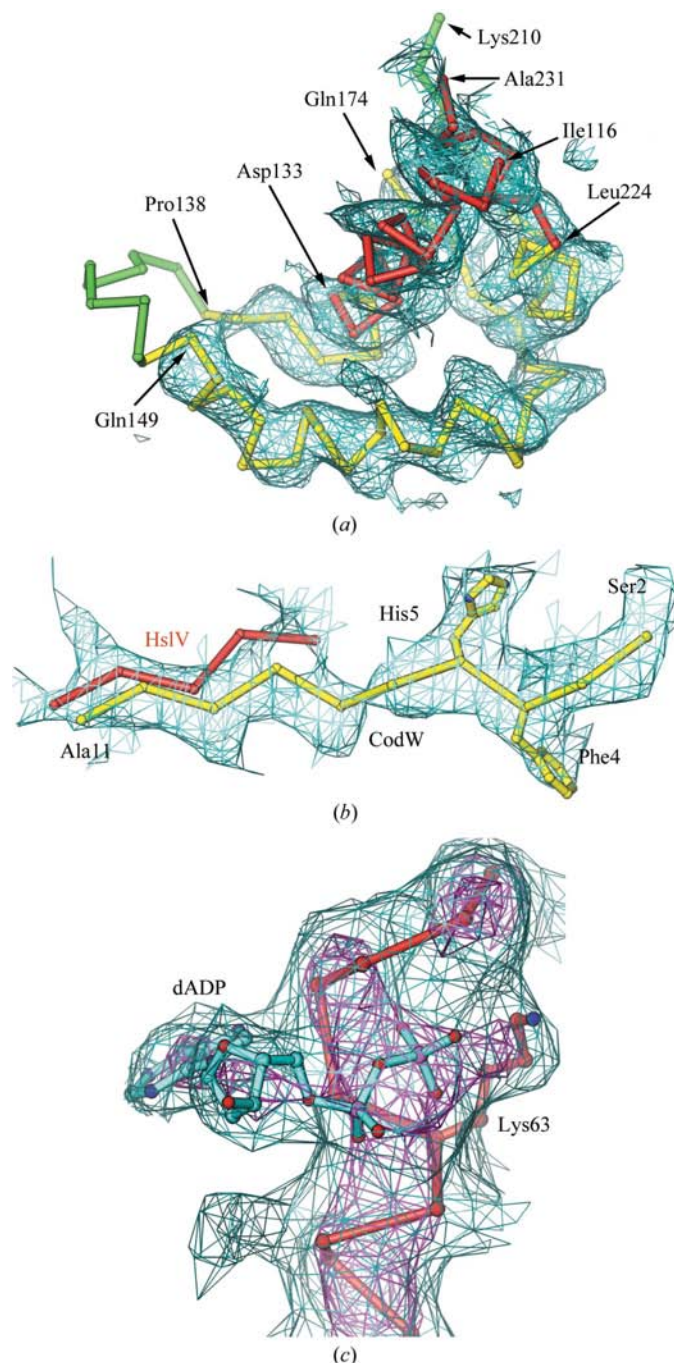 Lys210
Ala231
Gln174
Ile116
Asp133
Leu224
Pro138
Gln149
(a)
Ser2
His5
HslV
Ala11
CodW
Phe4
(b)
dADP
Lys63
(c)